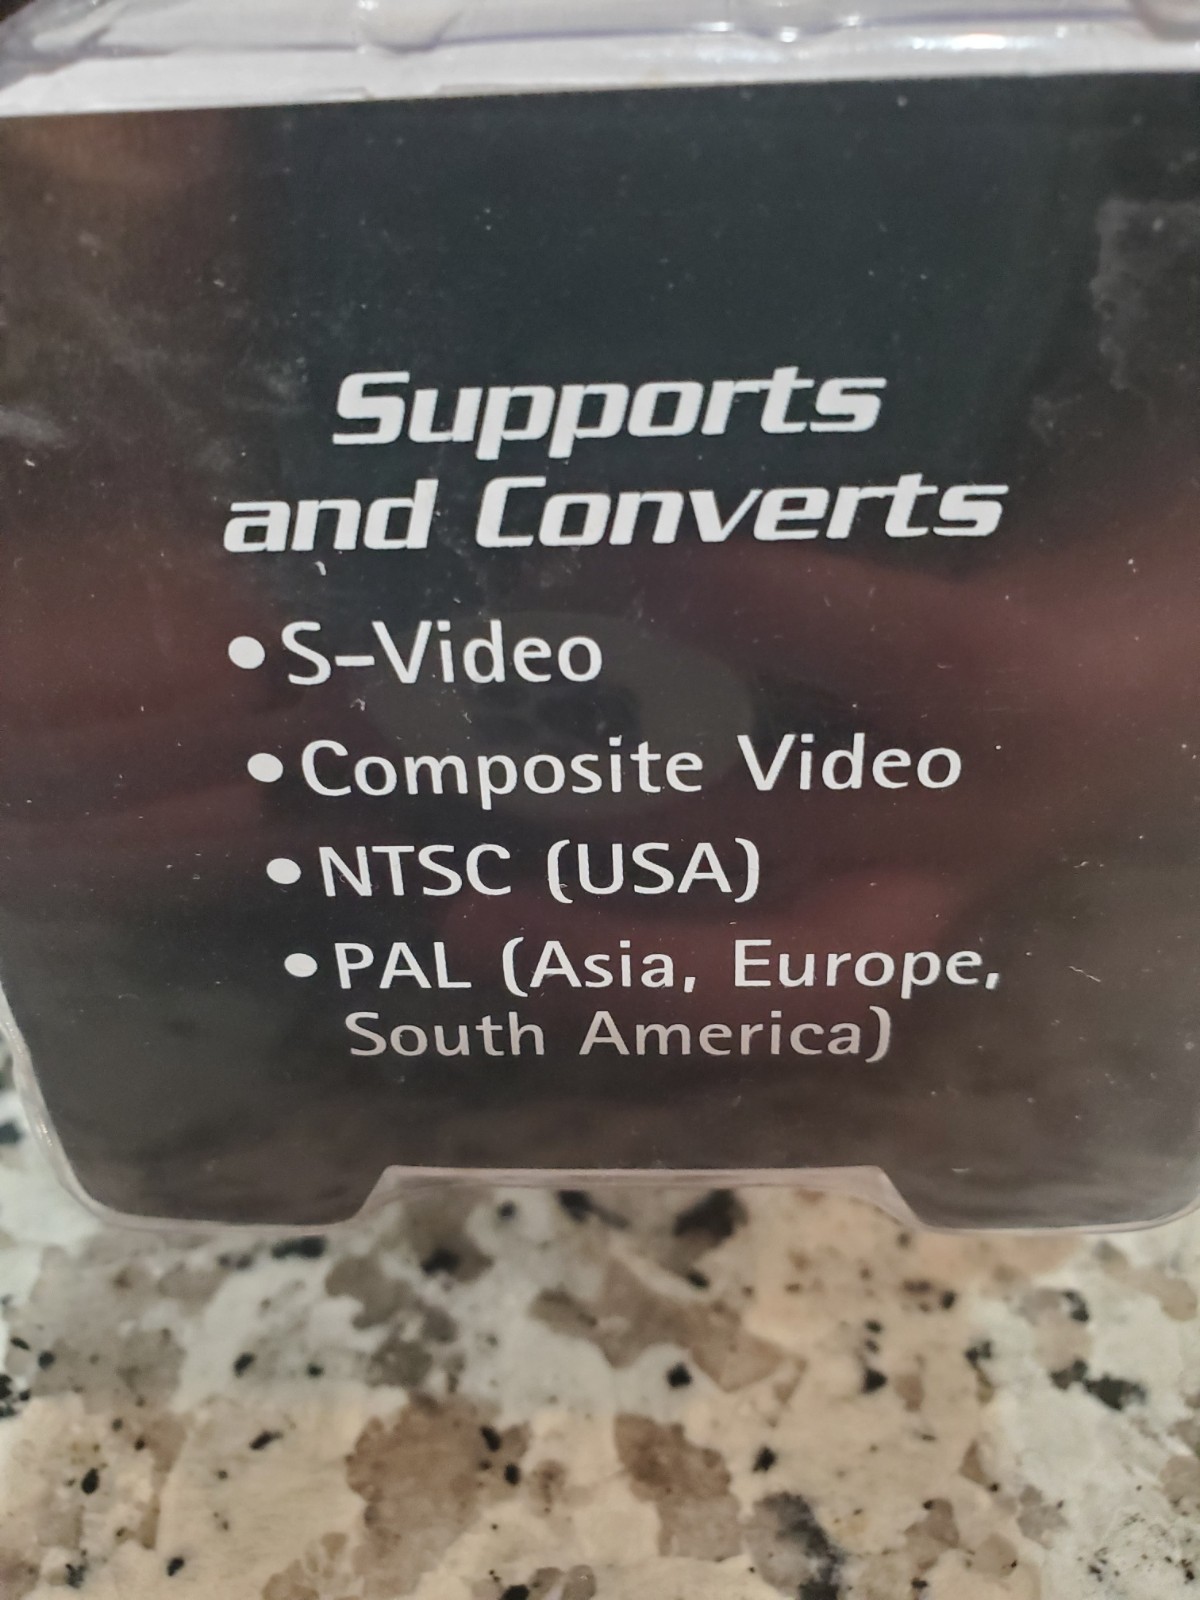 Supports
and Converts
•S-Video
•Composite Video
•NTSC (USA)
•PAL (Asia, Europe,
South America)